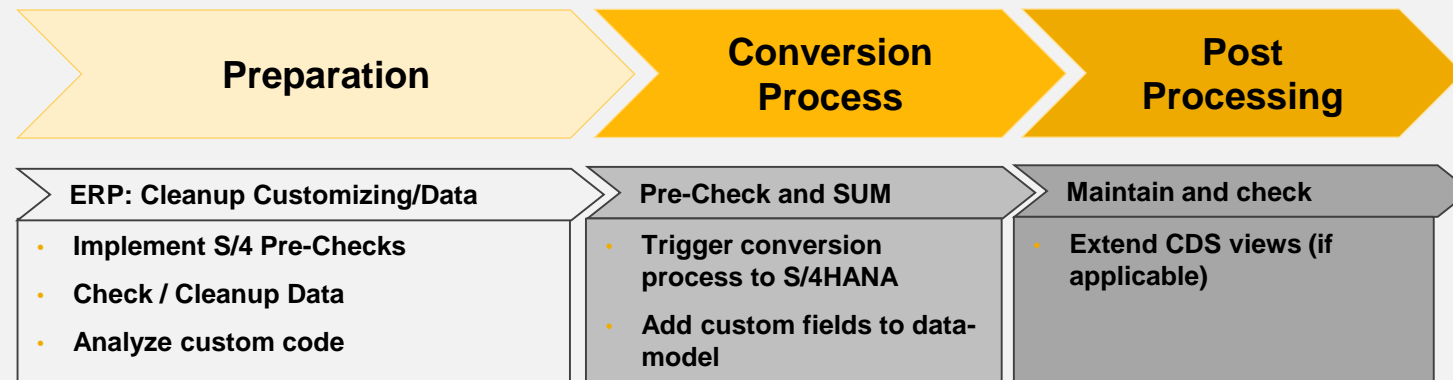 Preparation
Conversion
Process
Post
Processing
ERP: Cleanup Customizing/Data
• Implement S/4 Pre-Checks
• Check / Cleanup Data
• Analyze custom code
Pre-Check and SUM
• Trigger conversion
process to S/4HANA
• Add custom fields to data-
model
Maintain and check
• Extend CDS views (if
applicable)